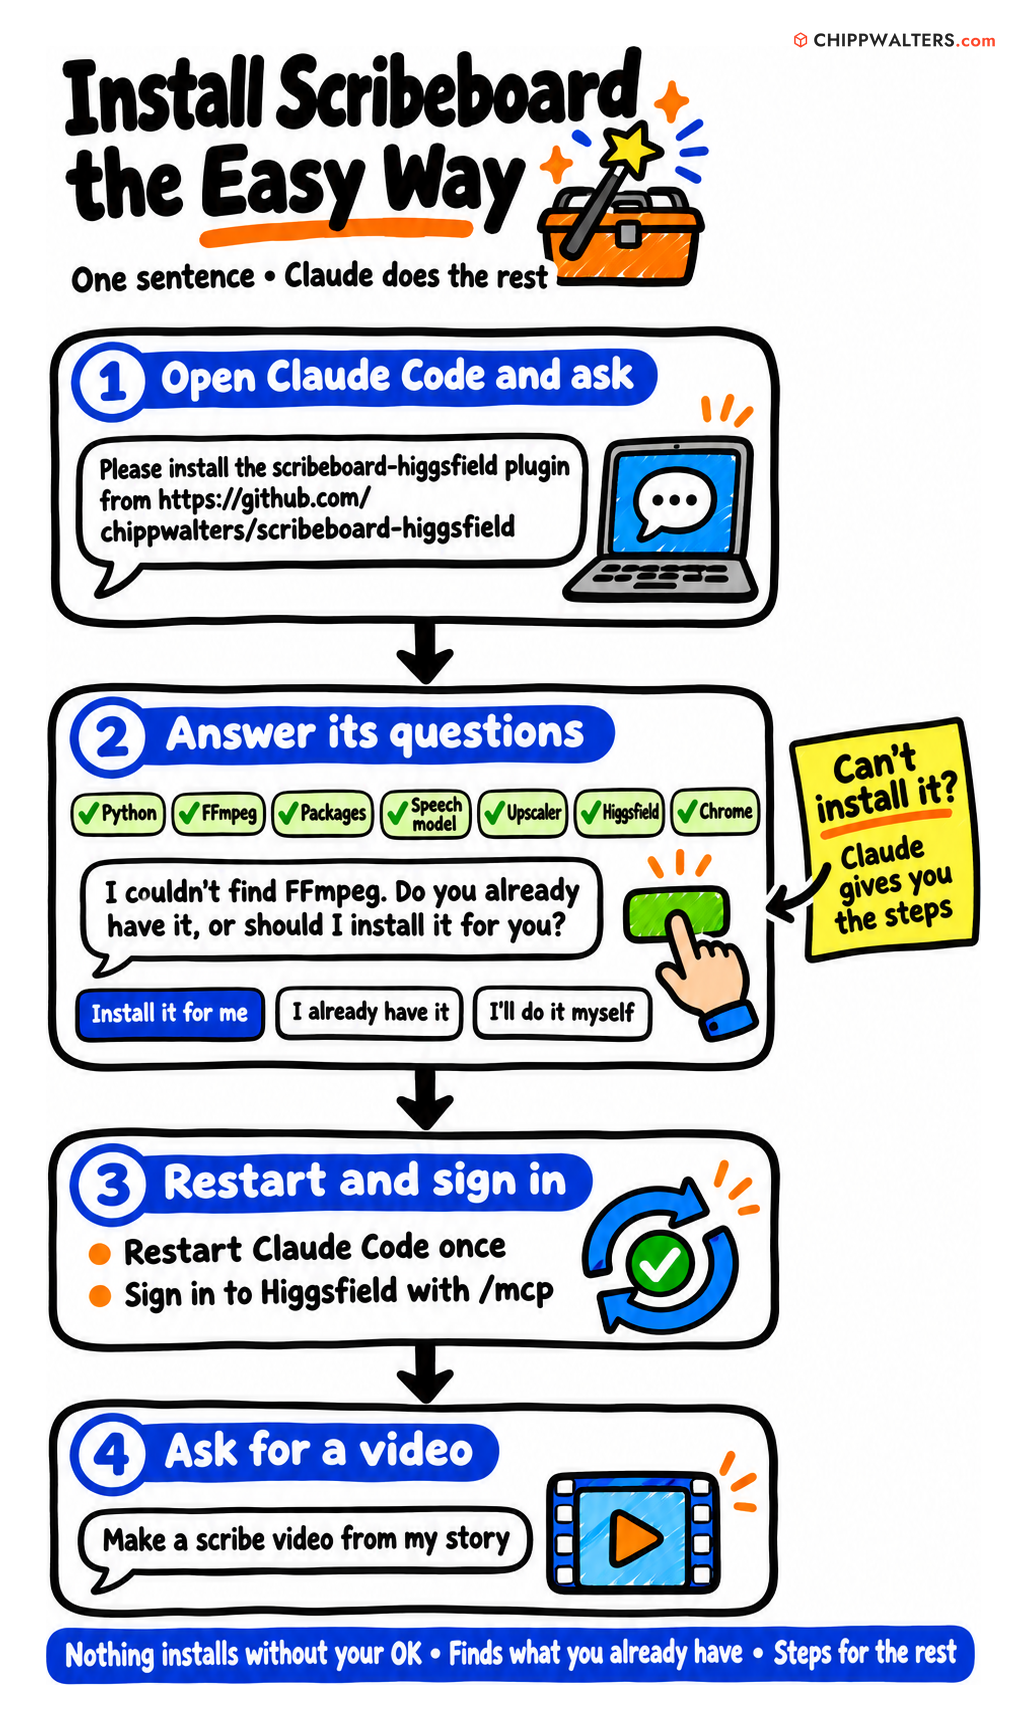 CHIPPWALTERS.com
Install Scribeboard
the Easy Way
One sentence • Claude does the rest
1 Open Claude Code and ask
Please install the scribeboard-higgsfield plugin
from https://github.com/
chippwalters/scribeboard-higgsfield
2 Answer its questions
Python
FFmpeg
Packages
Speech
model
Upscaler
Higgsfield
Chrome
I couldn't find FFmpeg. Do you already
have it, or should I install it for you?
Install it for me
I already have it
I'll do it myself
Can't
install it?
Claude
gives you
the steps
3 Restart and sign in
Restart Claude Code once
Sign in to Higgsfield with /mcp
4 Ask for a video
Make a scribe video from my story
Nothing installs without your OK • Finds what you already have • Steps for the rest